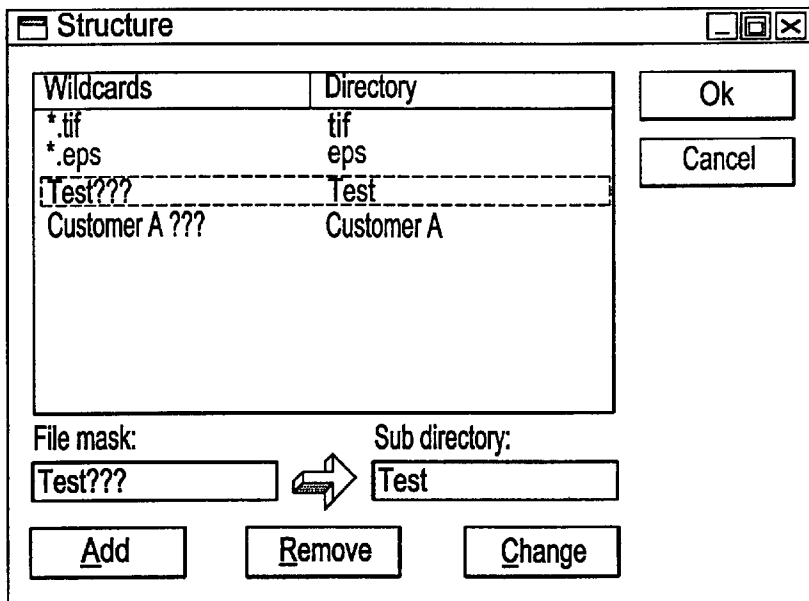 Structure
Wildcards Directory
*.tif tif
*.eps eps
Test??? Test
Customer A ??? Customer A
Ok
Cancel
File mask: Sub directory:
Test??? Test
Add Remove Change